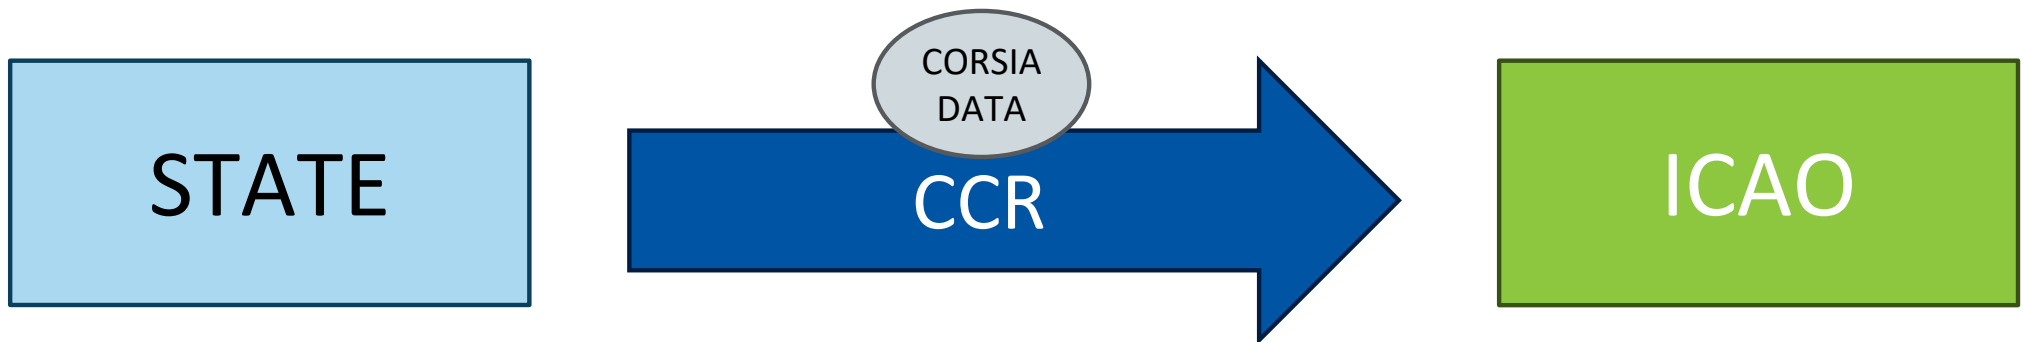 STATE
CORSIA
DATA
CCR
ICAO